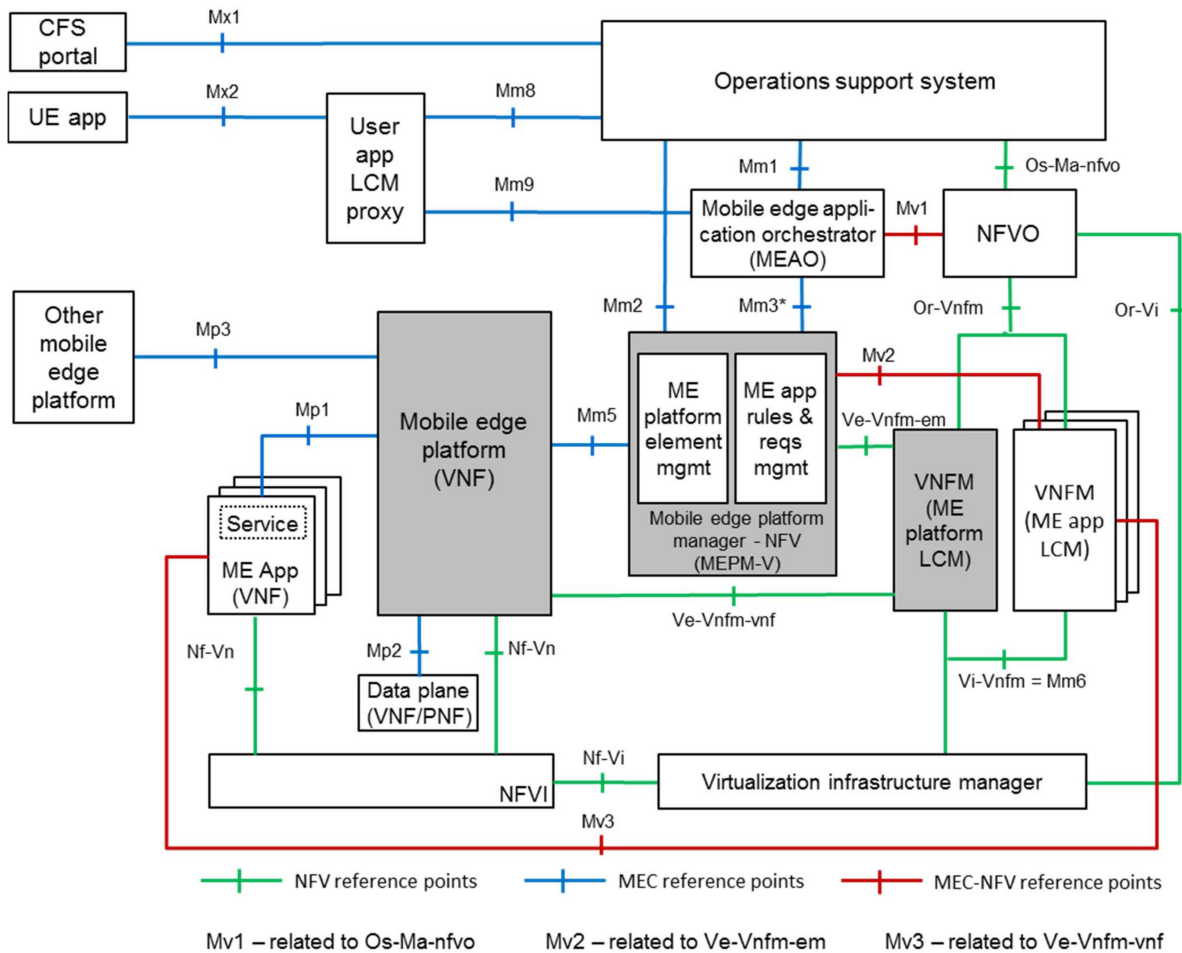 CFS
portal
Mx1
Operations support system
UE app
Mx2
User
app
LCM
proxy
Mm8
Mm9
Mm1
Os-Ma-nfvo
Mobile edge appli-
cation orchestrator
(MEAO)
Mv1
NFVO
Other
mobile
edge
platform
Mp3
Mm2
Mm3*
Or-Vnfm
Or-Vi
Mobile edge
platform
(VNF)
Mp1
Mm5
ME
platform
element
mgmt
ME app
rules &
reqs
mgmt
Mobile edge platform
manager - NFV
(MEPM-V)
Mv2
Ve-Vnfm-em
VNFM
(ME
platform
LCM)
VNFM
(ME app
LCM)
Service
ME App
(VNF)
Ve-Vnfm-vnf
Nf-Vn
Mp2
Nf-Vn
Data plane
(VNF/PNF)
Vi-Vnfm = Mm6
NFVI
Nf-Vi
Virtualization infrastructure manager
Mv3
NFV reference points
MEC reference points
MEC-NFV reference points
Mv1 – related to Os-Ma-nfvo
Mv2 – related to Ve-Vnfm-em
Mv3 – related to Ve-Vnfm-vnf